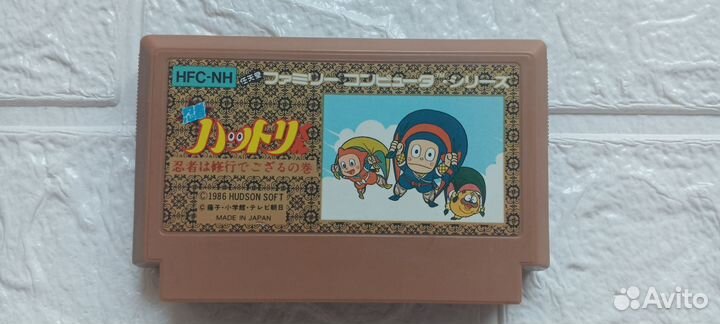 HFC-NH
任天堂 ファミリーコンピュータ・シリーズ
ハットリ
忍者は修行でござるの巻
©1986 HUDSON SOFT
©藤子・小学館・テレビ朝日
MADE IN JAPAN
Avito